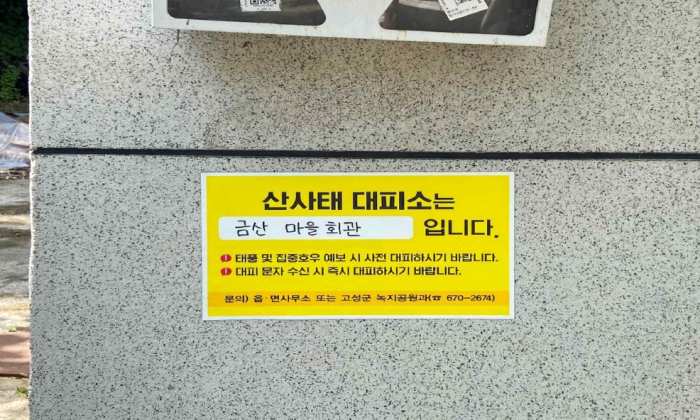 산사태 대피소는
금산 마을회관 입니다.
❶ 태풍 및 집중호우 예보 시 사전 대피하시기 바랍니다.
❶ 대피 문자 수신 시 즉시 대피하시기 바랍니다.
문의) 읍·면사무소 또는 고성군 녹지공원과(☎ 670-2674)